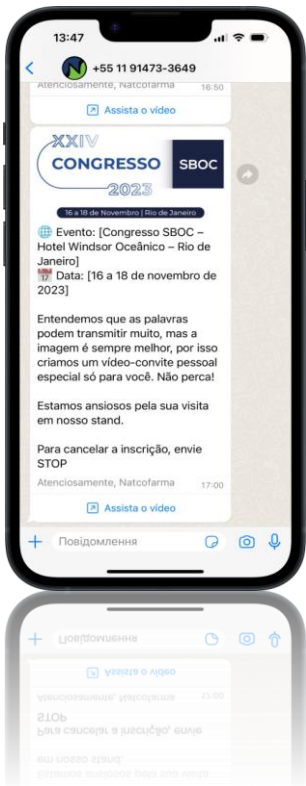 13:47
+55 11 91473-3649
Atenciosamente, Natcofarma 16:50
Assista o vídeo
XXIV
CONGRESSO SBOC
2023
16 a 18 de Novembro | Rio de Janeiro
🌐 Evento: [Congresso SBOC –
Hotel Windsor Oceânico – Rio de
Janeiro]
📅 Data: [16 a 18 de novembro de
2023]
Entendemos que as palavras
podem transmitir muito, mas a
imagem é sempre melhor, por isso
criamos um vídeo-convite pessoal
especial só para você. Não perca!
Estamos ansiosos pela sua visita
em nosso stand.
Para cancelar a inscrição, envie
STOP
Atenciosamente, Natcofarma 17:00
Assista o vídeo
Повідомлення